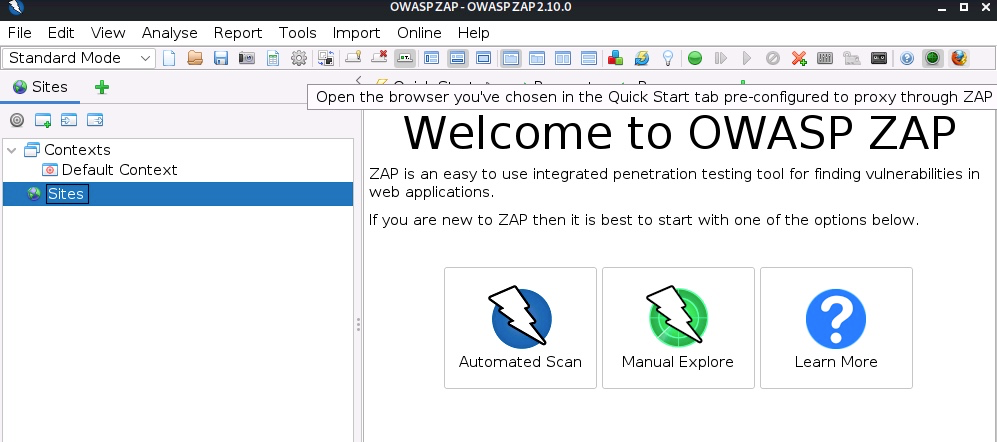 OWASP ZAP - OWASP ZAP 2.10.0
File Edit View Analyse Report Tools Import Online Help
Standard Mode
Sites
Open the browser you've chosen in the Quick Start tab pre-configured to proxy through ZAP
Contexts
Default Context
Sites
Welcome to OWASP ZAP
ZAP is an easy to use integrated penetration testing tool for finding vulnerabilities in
web applications.
If you are new to ZAP then it is best to start with one of the options below.
Automated Scan
Manual Explore
Learn More